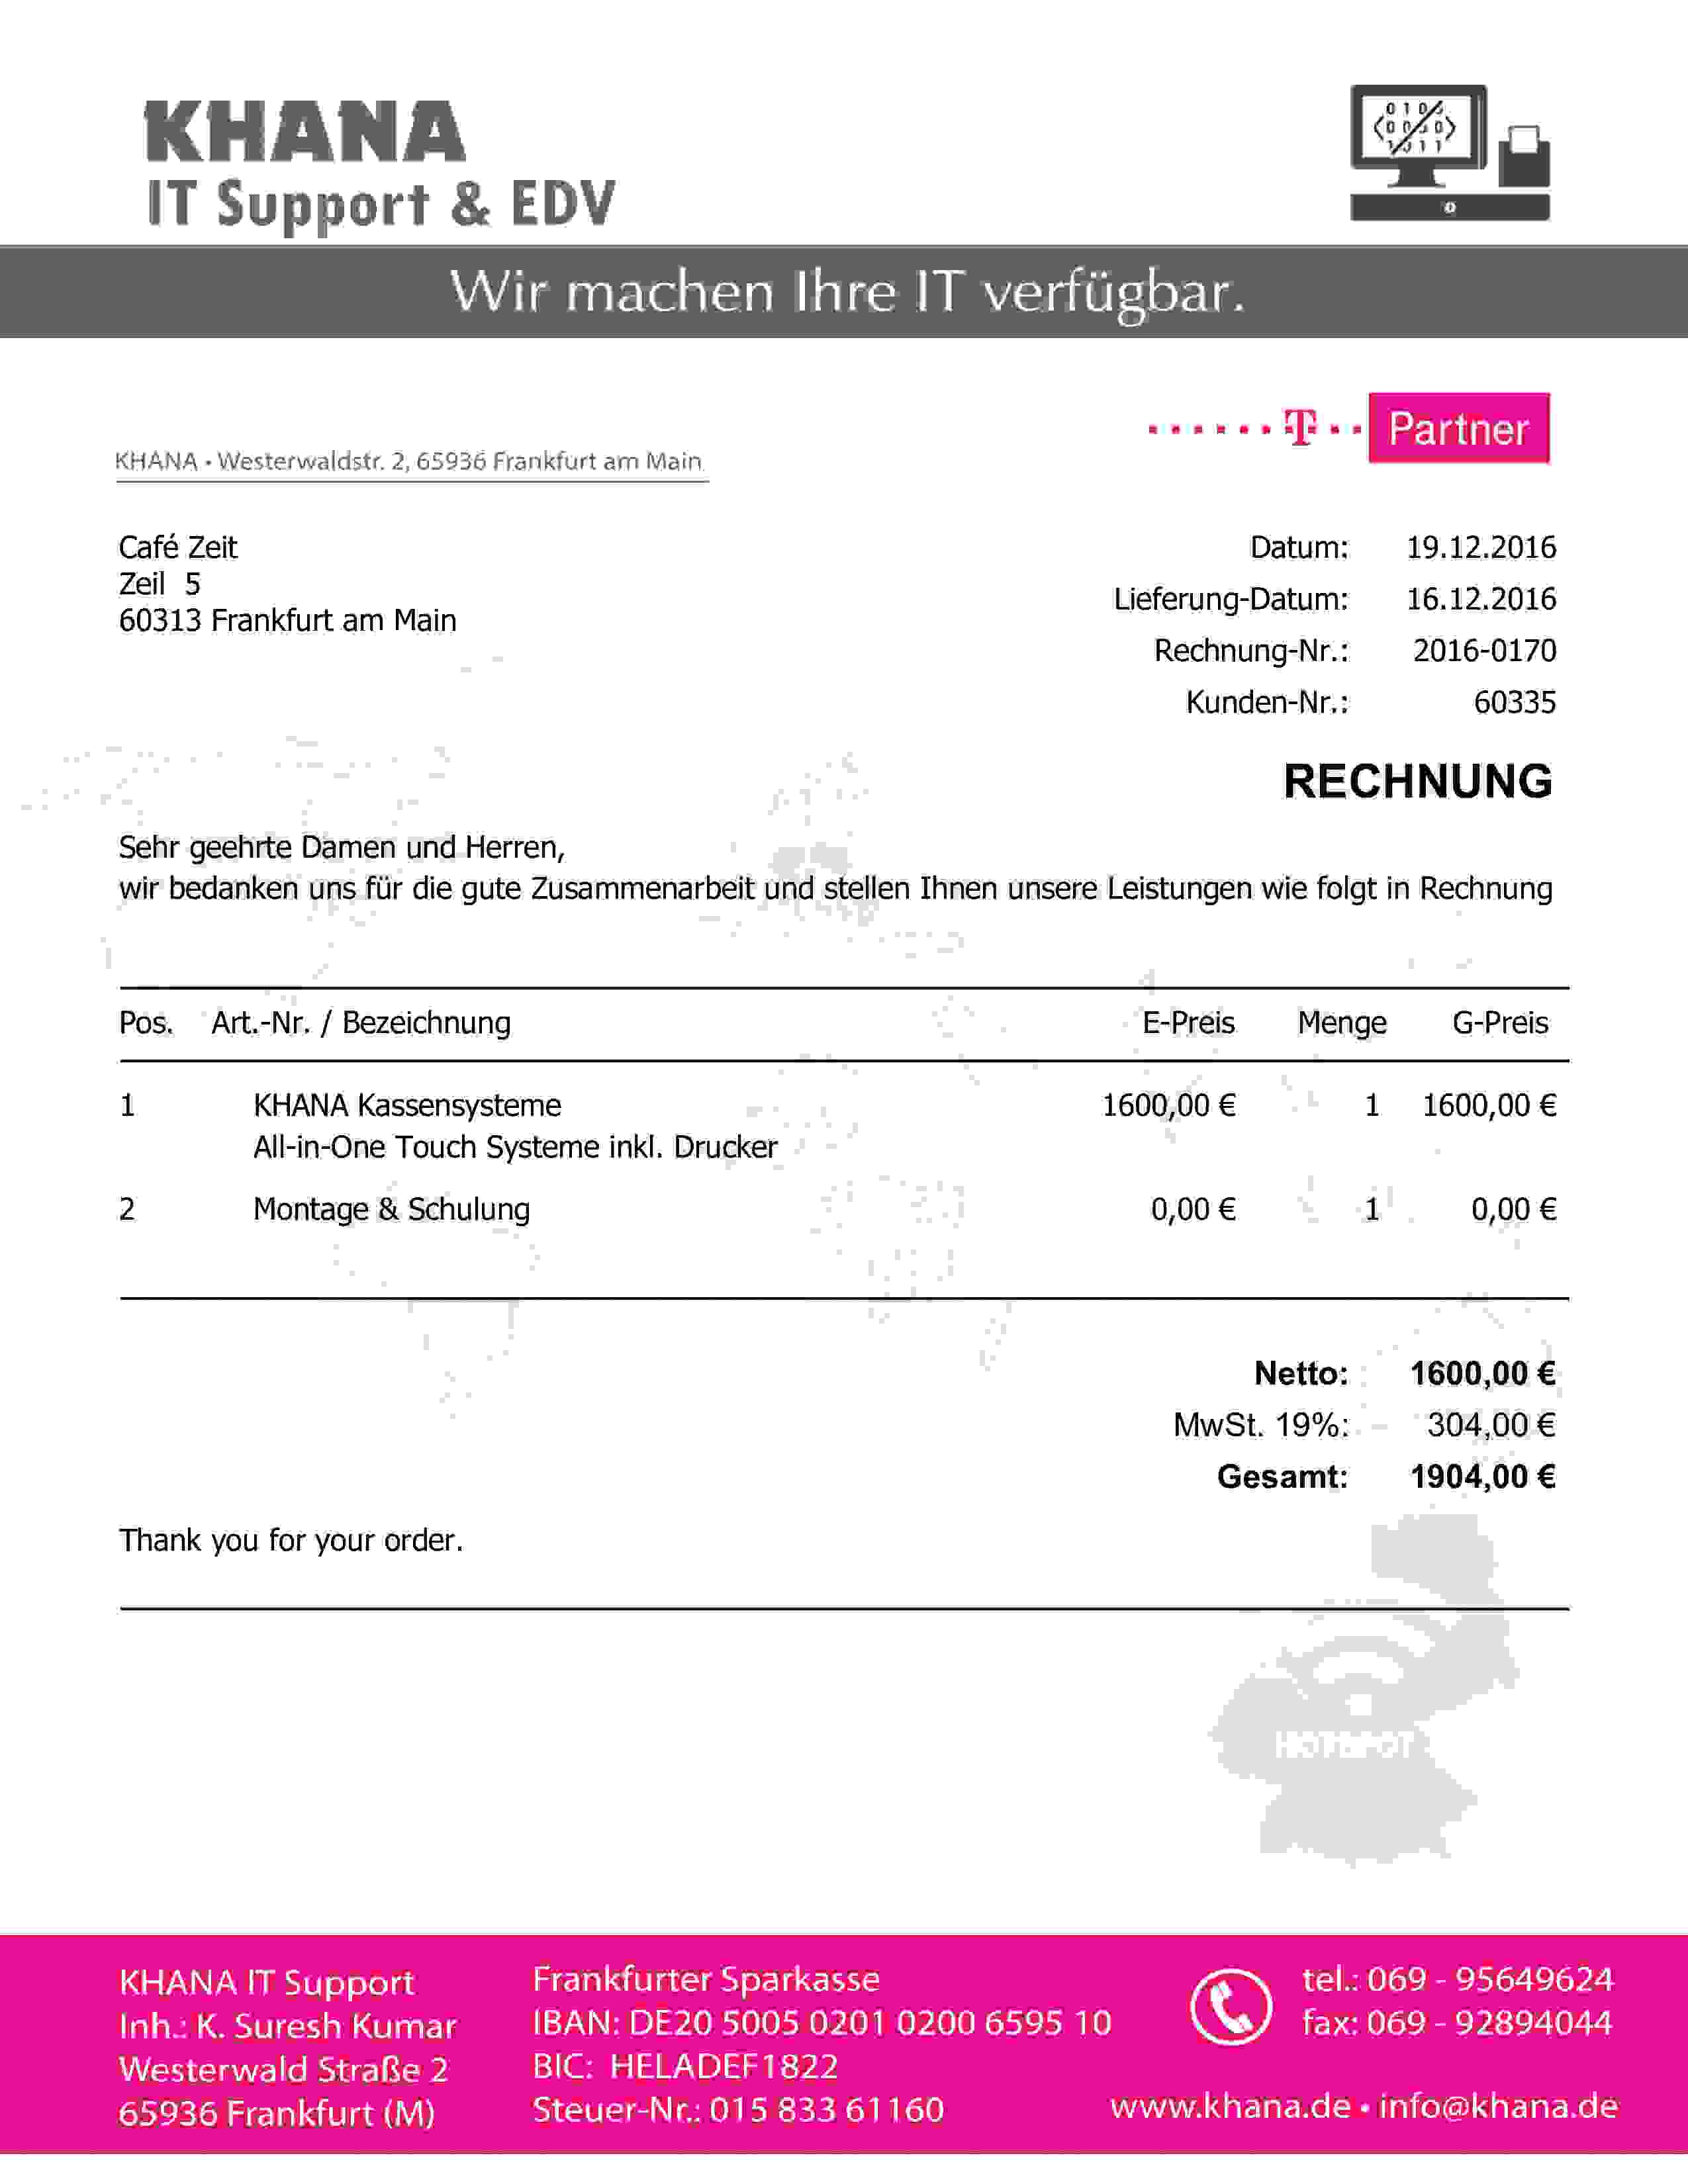 KHANA
IT Support & EDV
Wir machen Ihre IT verfügbar.
T Partner
KHANA • Westerwaldstr. 2, 65936 Frankfurt am Main
Café Zeit
Zeil 5
60313 Frankfurt am Main
Datum: 19.12.2016
Lieferung-Datum: 16.12.2016
Rechnung-Nr.: 2016-0170
Kunden-Nr.: 60335
RECHNUNG
Sehr geehrte Damen und Herren,
wir bedanken uns für die gute Zusammenarbeit und stellen Ihnen unsere Leistungen wie folgt in Rechnung
Pos. Art.-Nr. / Bezeichnung E-Preis Menge G-Preis
1 KHANA Kassensysteme 1600,00 € 1 1600,00 €
All-in-One Touch Systeme inkl. Drucker
2 Montage & Schulung 0,00 € 1 0,00 €
Netto: 1600,00 €
MwSt. 19%: 304,00 €
Gesamt: 1904,00 €
Thank you for your order.
KHANA IT Support
Inh.: K. Suresh Kumar
Westerwald Straße 2
65936 Frankfurt (M)
Frankfurter Sparkasse
IBAN: DE20 5005 0201 0200 6595 10
BIC: HELADEF1822
Steuer-Nr.: 015 833 61160
tel.: 069 - 95649624
fax: 069 - 92894044
www.khana.de • info@khana.de